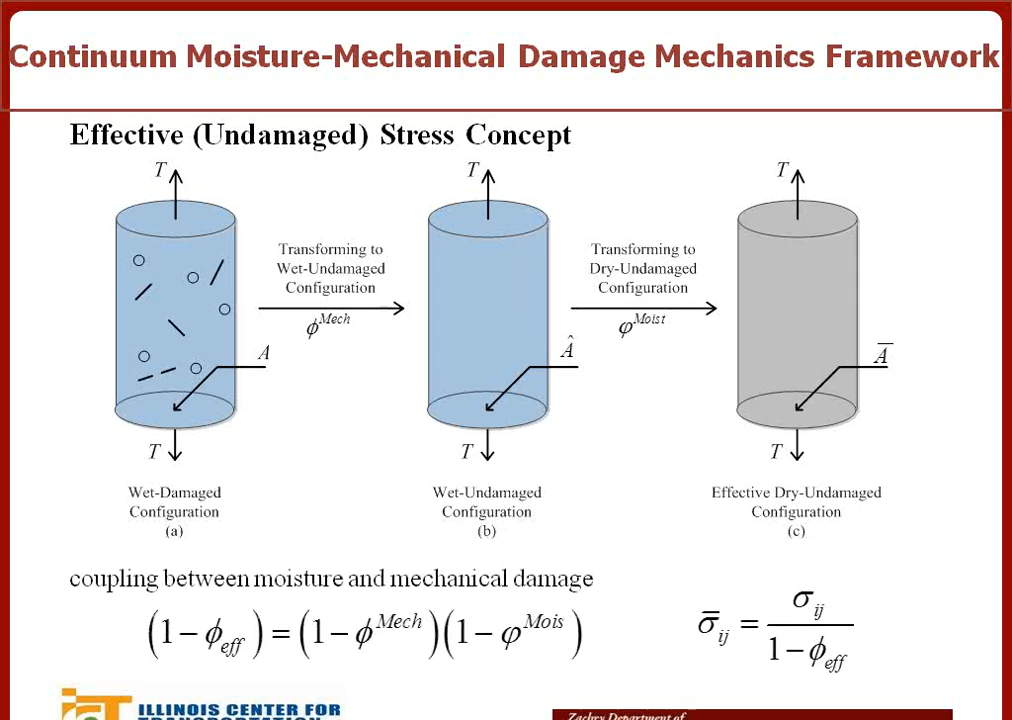 Continuum Moisture-Mechanical Damage Mechanics Framework
Effective (Undamaged) Stress Concept
T
T
T
Transforming to
Wet-Undamaged
Configuration
ϕ^Mech
Transforming to
Dry-Undamaged
Configuration
φ^Moist
A
Â
A̅
T
T
T
Wet-Damaged
Configuration
(a)
Wet-Undamaged
Configuration
(b)
Effective Dry-Undamaged
Configuration
(c)
coupling between moisture and mechanical damage
(1 − ϕ_eff) = (1 − ϕ^Mech)(1 − φ^Mois)
σ̅_ij = σ_ij / (1 − ϕ_eff)
ILLINOIS CENTER FOR
TRANSPORTATION
Zachry Department of